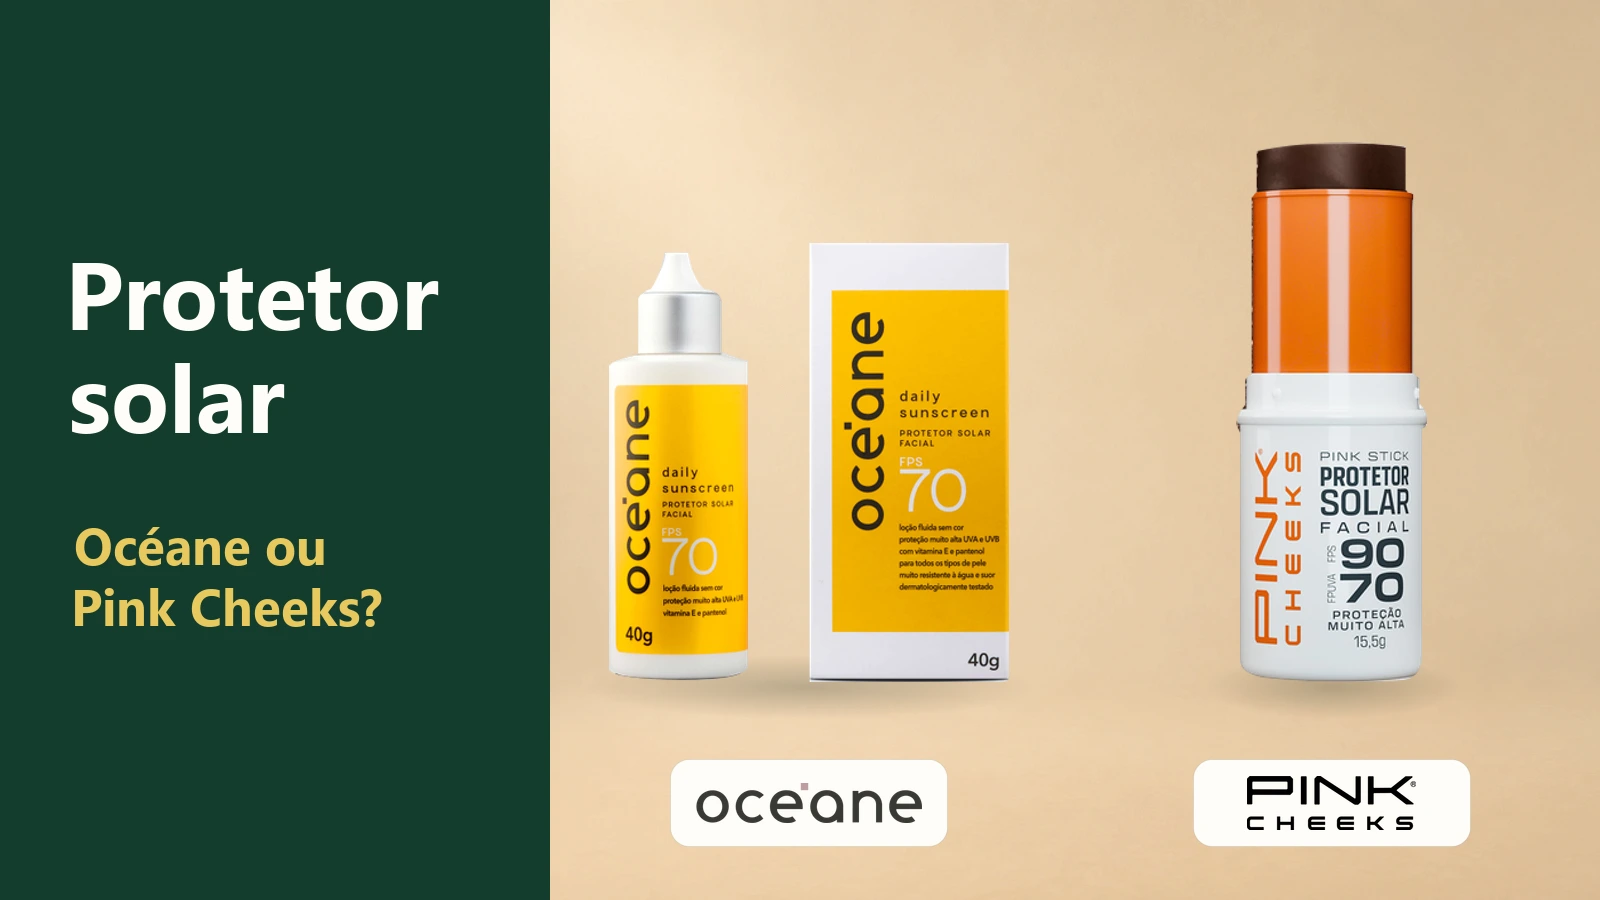 Protetor
solar
Océane ou
Pink Cheeks?
océane
daily
sunscreen
PROTETOR SOLAR
FACIAL
FPS
70
loção fluida sem cor
proteção muito alta UVA e UVB
vitamina E e pantenol
40g
océane
daily
sunscreen
PROTETOR SOLAR
FACIAL
FPS
70
loção fluida sem cor
proteção muito alta UVA e UVB
com vitamina E e pantenol
para todos os tipos de pele
muito resistente à água e suor
dermatologicamente testado
40g
PINK®
CHEEKS
PINK STICK
PROTETOR
SOLAR
FACIAL
FPS 90
FPUVA 70
PROTEÇÃO
MUITO ALTA
15,5g
océane
PINK®
CHEEKS